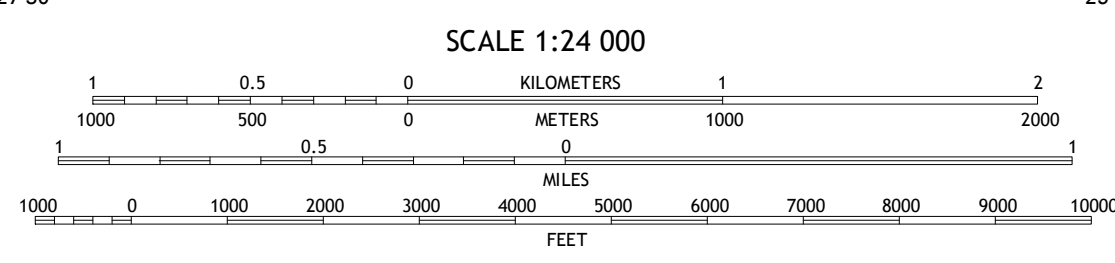 SCALE 1:24 000
1 0.5 0 KILOMETERS 1 2
1000 500 0 METERS 1000 2000
1 0.5 0 1
MILES
1000 0 1000 2000 3000 4000 5000 6000 7000 8000 9000 10000
FEET